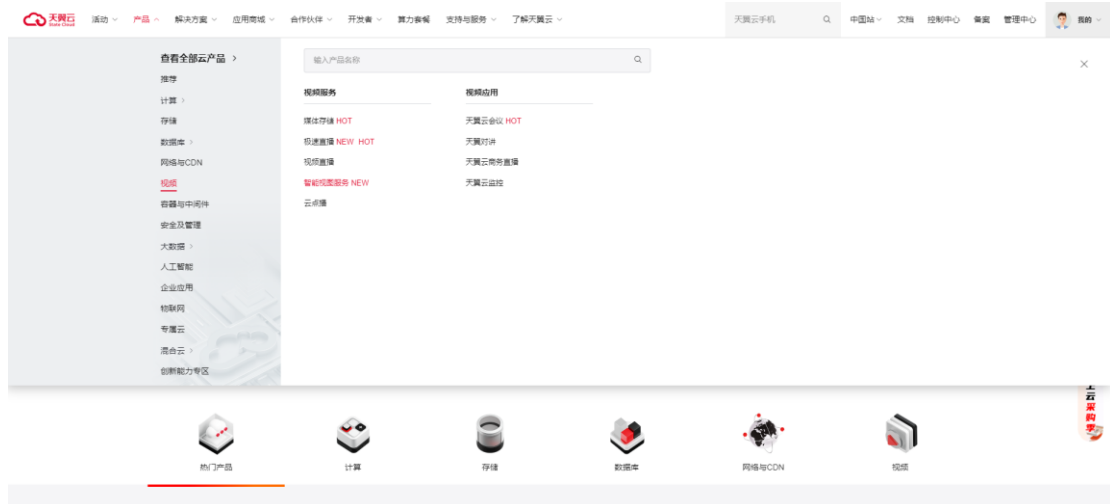 天翼云 活动 产品 解决方案 应用商城 合作伙伴 开发者 算力套餐 支持与服务 了解天翼云 天翼云手机 中国站 文档 控制中心 备案 管理中心 我的
State Cloud
查看全部云产品 >
输入产品名称
推荐
计算
存储
数据库
网络与CDN
视频
容器与中间件
安全及管理
大数据
人工智能
企业应用
物联网
专属云
混合云
创新能力专区
视频服务
媒体存储 HOT
极速直播 NEW HOT
视频直播
智能视图服务 NEW
云点播
视频应用
天翼云会议 HOT
天翼对讲
天翼云商务直播
天翼云监控
上云采购季
热门产品 计算 存储 数据库 网络与CDN 视频